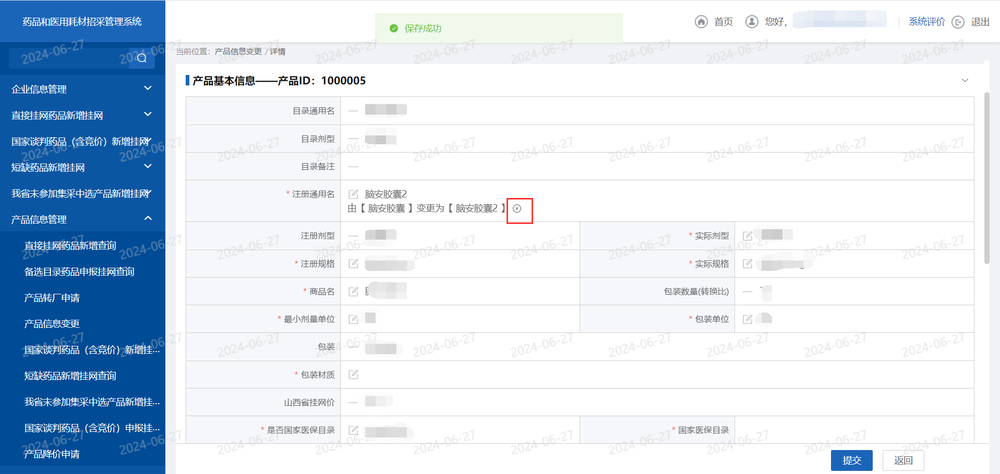 药品和医用耗材招采管理系统
保存成功
首页
您好,
系统评价
退出
当前位置：产品信息变更 / 详情
企业信息管理
直接挂网药品新增挂网
国家谈判药品（含竞价）新增挂网
短缺药品新增挂网
我省未参加集采中选产品新增挂网
产品信息管理
直接挂网药品新增查询
备选目录药品申报挂网查询
产品转厂申请
产品信息变更
国家谈判药品（含竞价）新增挂...
短缺药品新增挂网查询
我省未参加集采中选产品新增挂...
国家谈判药品（含竞价）申报挂...
产品降价申请
产品基本信息——产品ID：1000005
目录通用名 —
目录剂型 —
目录备注 —
* 注册通用名 脑安胶囊2
由【 脑安胶囊 】变更为【 脑安胶囊2 】
注册剂型 —
* 实际剂型
* 注册规格
* 实际规格
* 商品名
包装数量(转换比) —
* 最小剂量单位
* 包装单位
包装 —
* 包装材质
山西省挂网价 —
* 是否国家医保目录
* 国家医保目录
提交
返回
2024-06-27